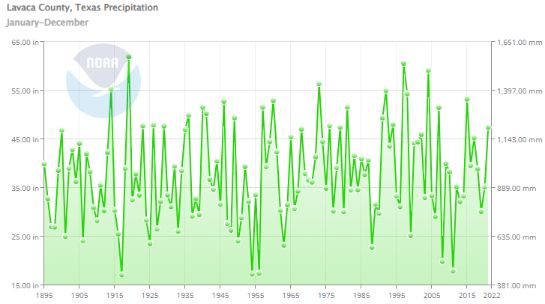 Lavaca County, Texas Precipitation
January–December
65.00 in
1,651.00 mm
NOAA
55.00 in
1,397.00 mm
45.00 in
1,143.00 mm
35.00 in
889.00 mm
25.00 in
635.00 mm
15.00 in
381.00 mm
1895
1905
1915
1925
1935
1945
1955
1965
1975
1985
1995
2005
2015
2022